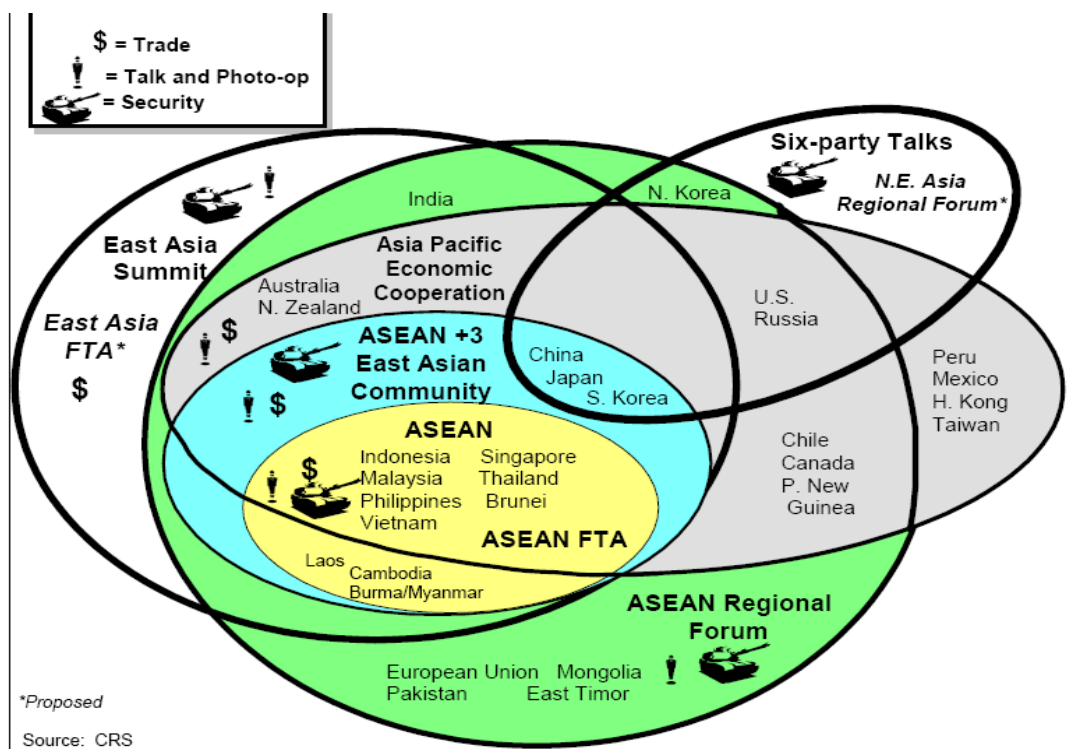 $ = Trade
= Talk and Photo-op
= Security
Six-party Talks
N.E. Asia
Regional Forum*
N. Korea
India
East Asia
Summit
East Asia
FTA*
$
Asia Pacific
Economic
Cooperation
Australia
N. Zealand
$
U.S.
Russia
ASEAN +3
East Asian
Community
$
China
Japan
S. Korea
Peru
Mexico
H. Kong
Taiwan
Chile
Canada
P. New
Guinea
ASEAN
$
Indonesia Singapore
Malaysia Thailand
Philippines Brunei
Vietnam
ASEAN FTA
Laos
Cambodia
Burma/Myanmar
ASEAN Regional
Forum
European Union Mongolia
Pakistan East Timor
*Proposed
Source: CRS